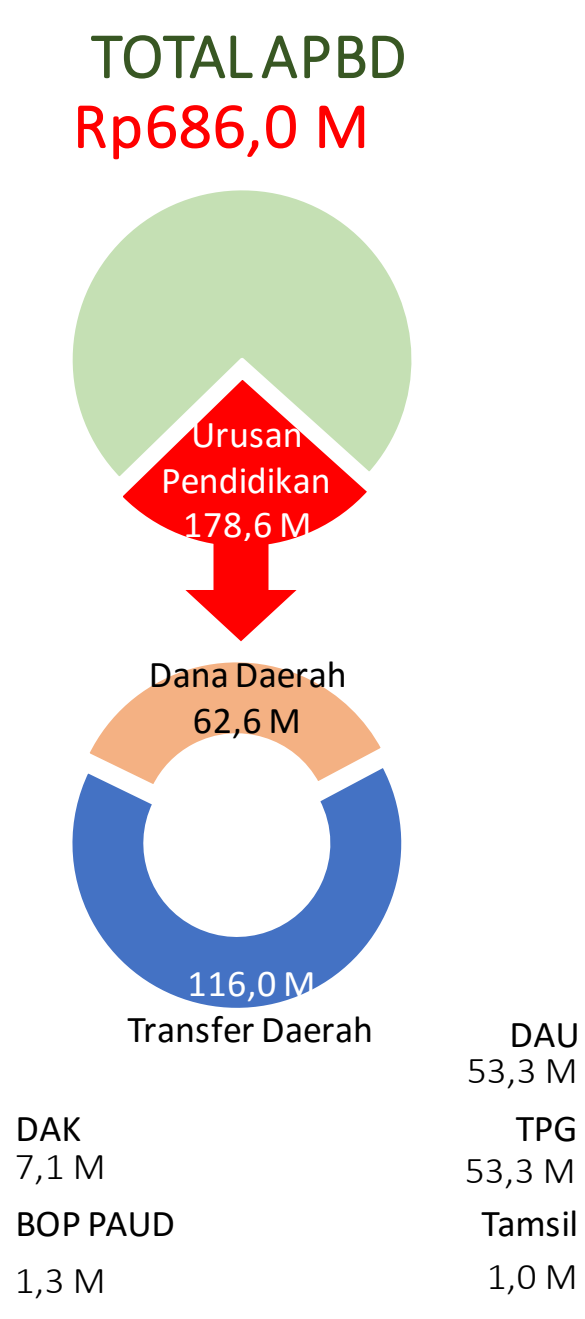 TOTAL APBD
Rp686,0 M
Urusan
Pendidikan
178,6 M
Dana Daerah
62,6 M
116,0 M
Transfer Daerah
DAU
53,3 M
DAK
7,1 M
TPG
53,3 M
BOP PAUD
1,3 M
Tamsil
1,0 M